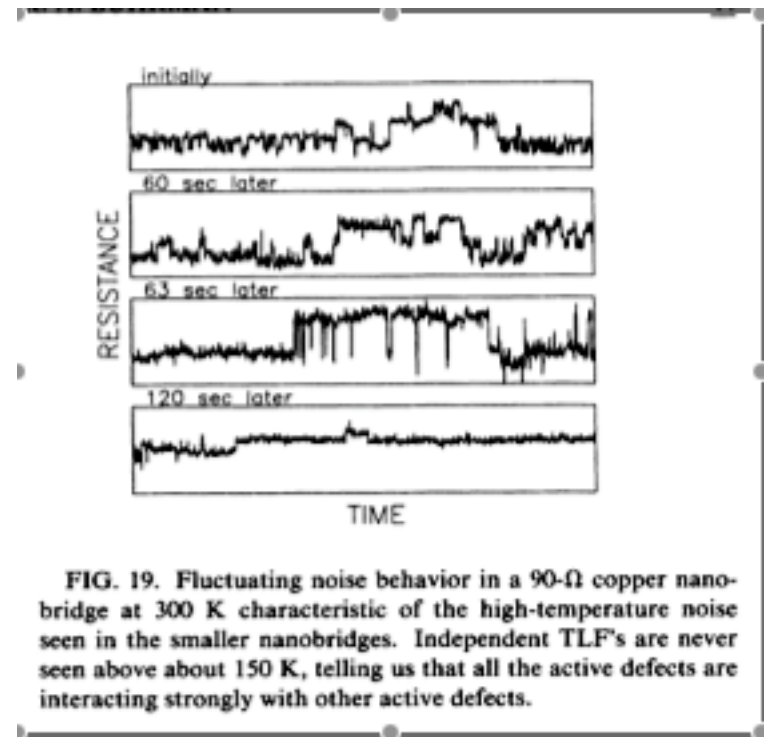 initially
60 sec later
63 sec later
120 sec later
RESISTANCE
TIME
FIG. 19. Fluctuating noise behavior in a 90-Ω copper nano-
bridge at 300 K characteristic of the high-temperature noise
seen in the smaller nanobridges. Independent TLF's are never
seen above about 150 K, telling us that all the active defects are
interacting strongly with other active defects.